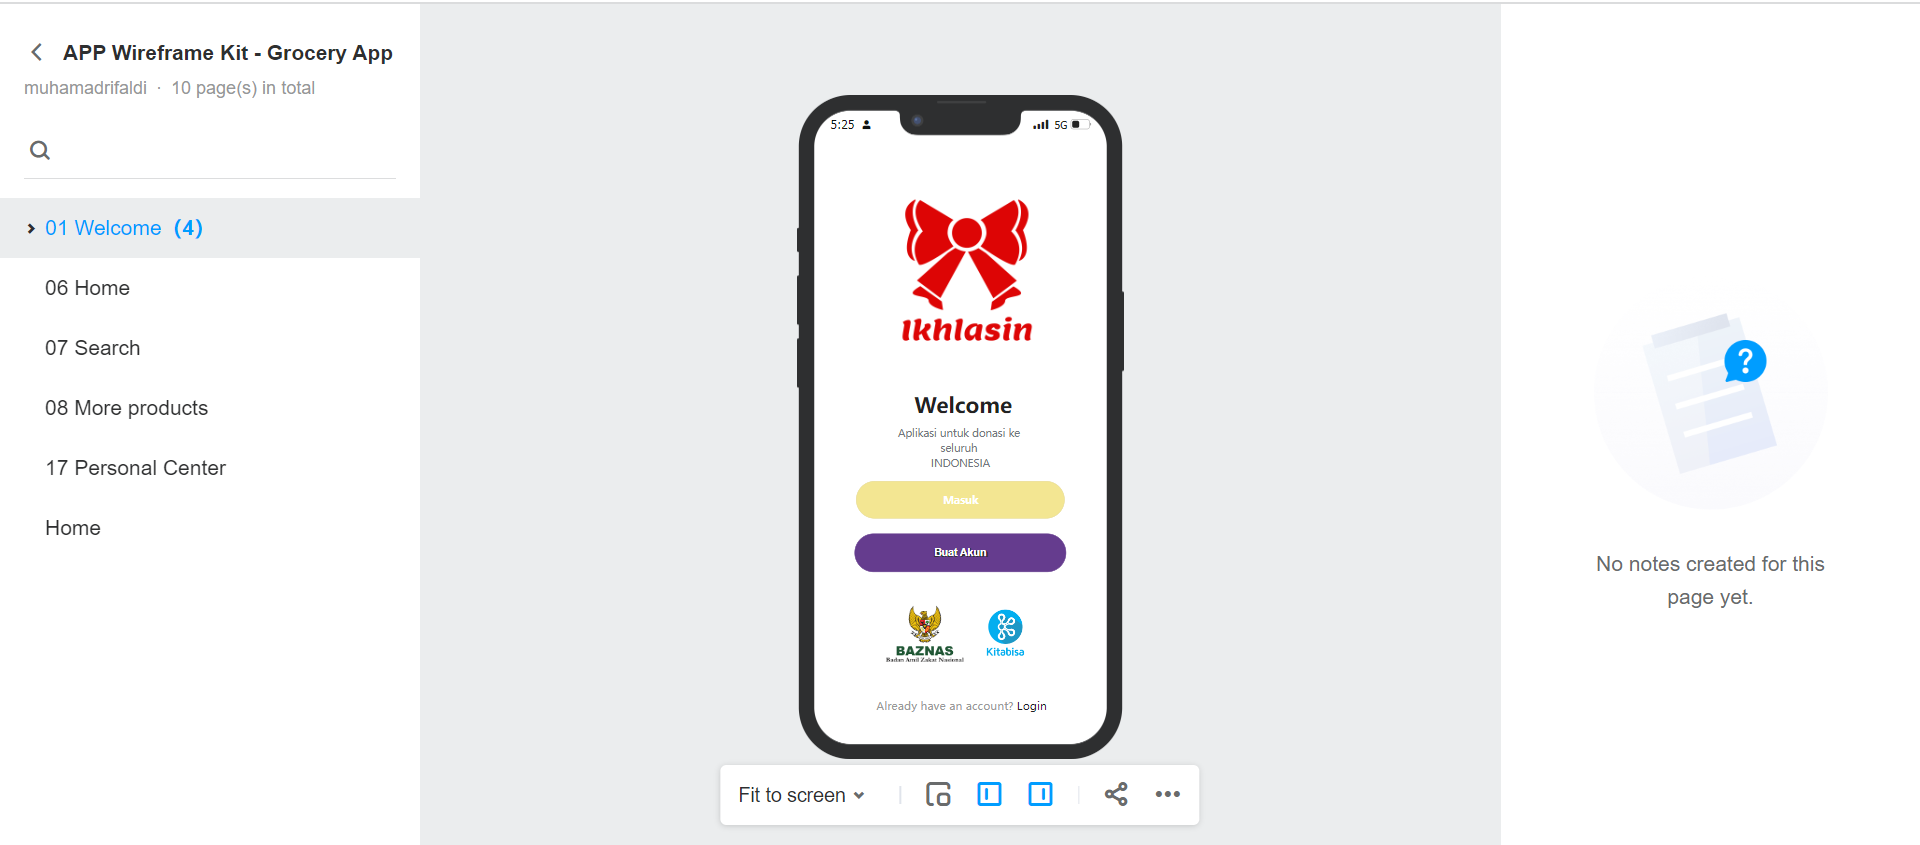 APP Wireframe Kit - Grocery App
muhamadrifaldi · 10 page(s) in total
01 Welcome (4)
06 Home
07 Search
08 More products
17 Personal Center
Home
5:25
5G
Ikhlasin
Welcome
Aplikasi untuk donasi ke
seluruh
INDONESIA
Masuk
Buat Akun
BAZNAS
Badan Amil Zakat Nasional
Kitabisa
Already have an account? Login
Fit to screen
No notes created for this
page yet.